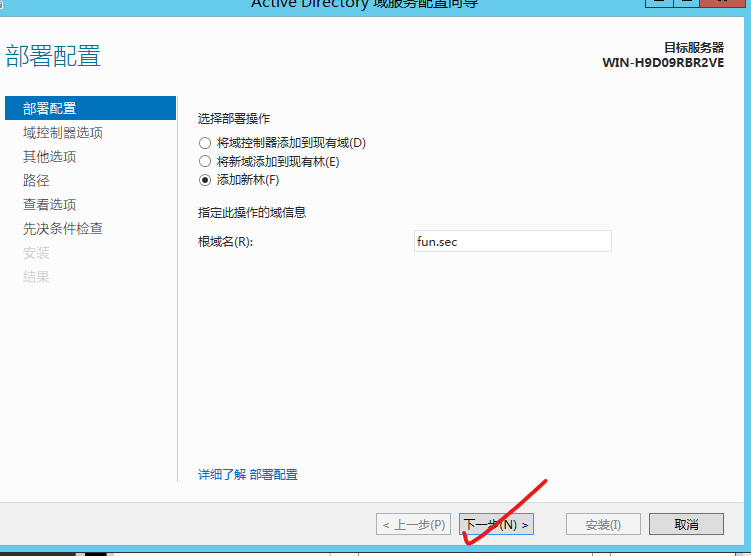 Active Directory 域服务配置向导
部署配置
目标服务器
WIN-H9D09RBR2VE
部署配置
域控制器选项
其他选项
路径
查看选项
先决条件检查
安装
结果
选择部署操作
将域控制器添加到现有域(D)
将新域添加到现有林(E)
添加新林(F)
指定此操作的域信息
根域名(R):
fun.sec
详细了解 部署配置
< 上一步(P)
下一步(N) >
安装(I)
取消